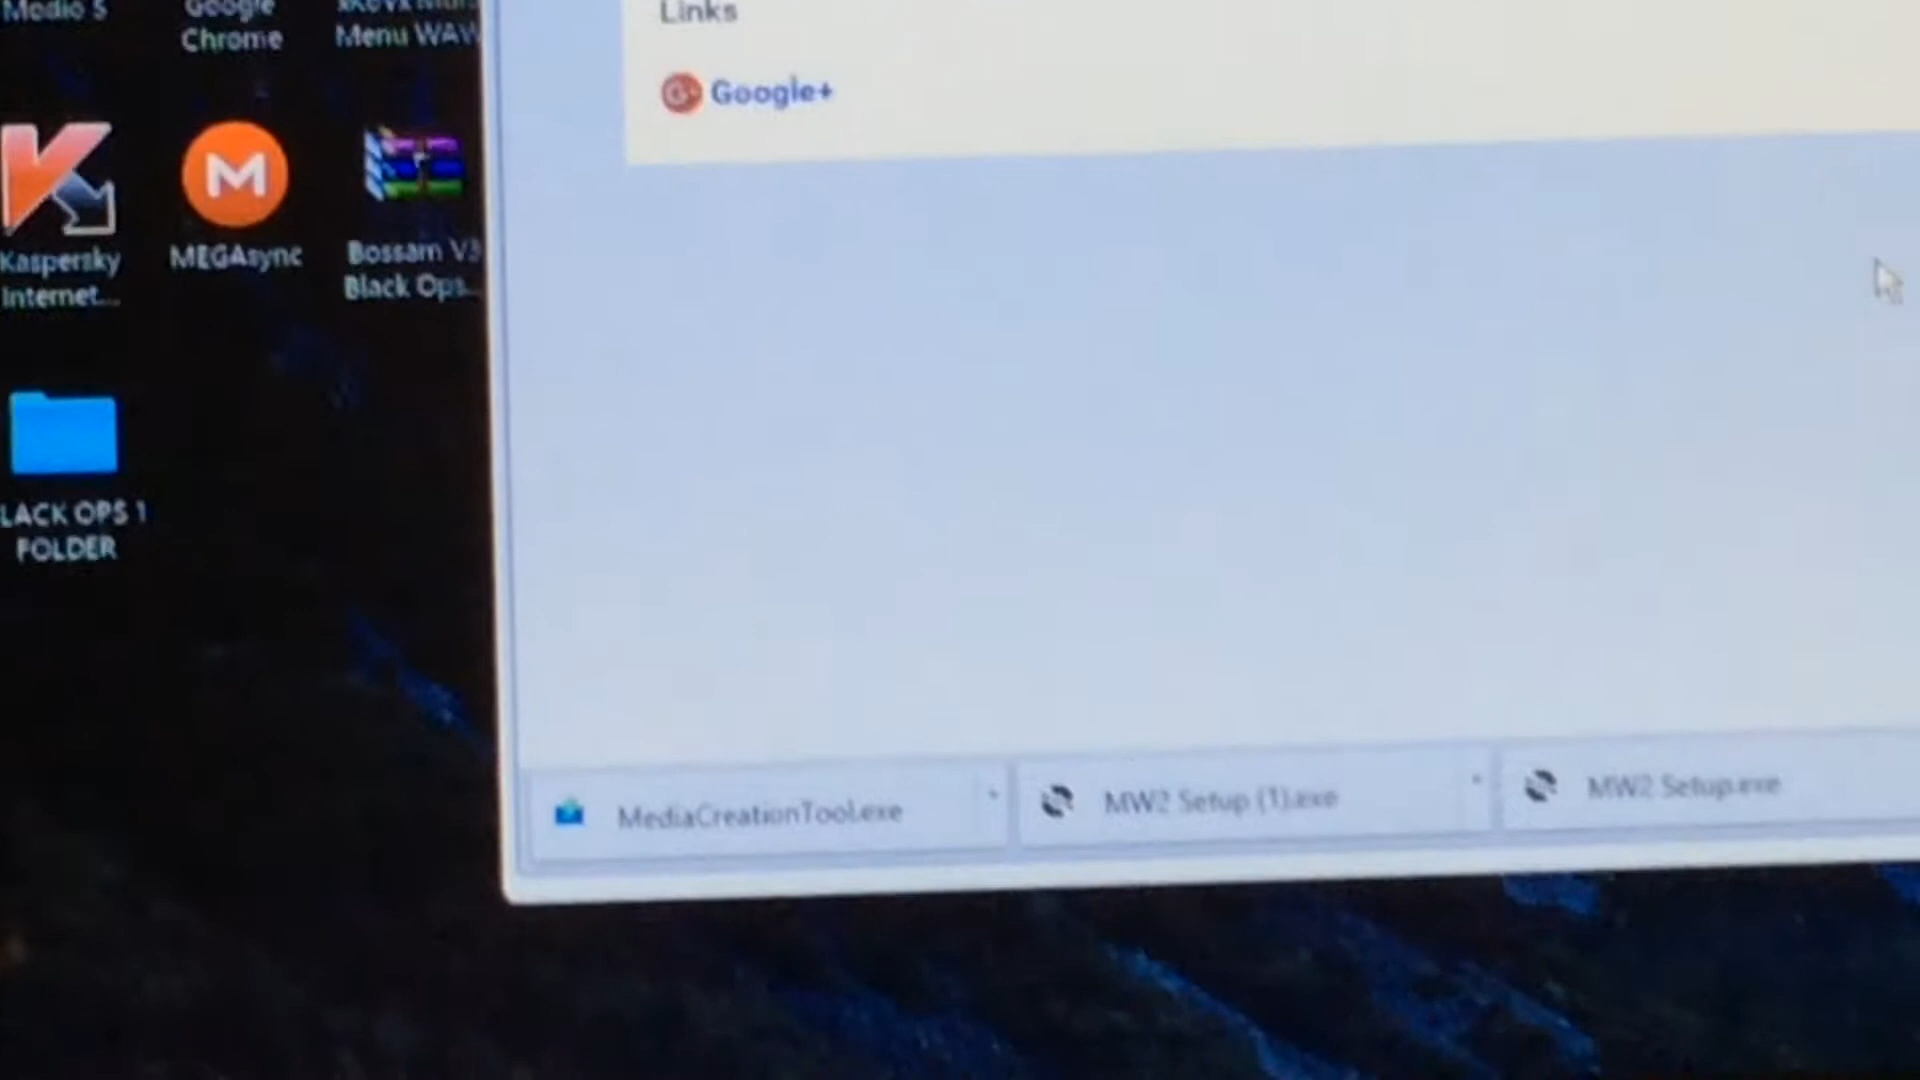 Google
Chrome
Menu WAW
Links
Google+
Kaspersky
Internet...
MEGAsync
Bossam V3
Black Ops...
LACK OPS 1
FOLDER
MediaCreationTool.exe
MW2 Setup (1).exe
MW2 Setup.exe